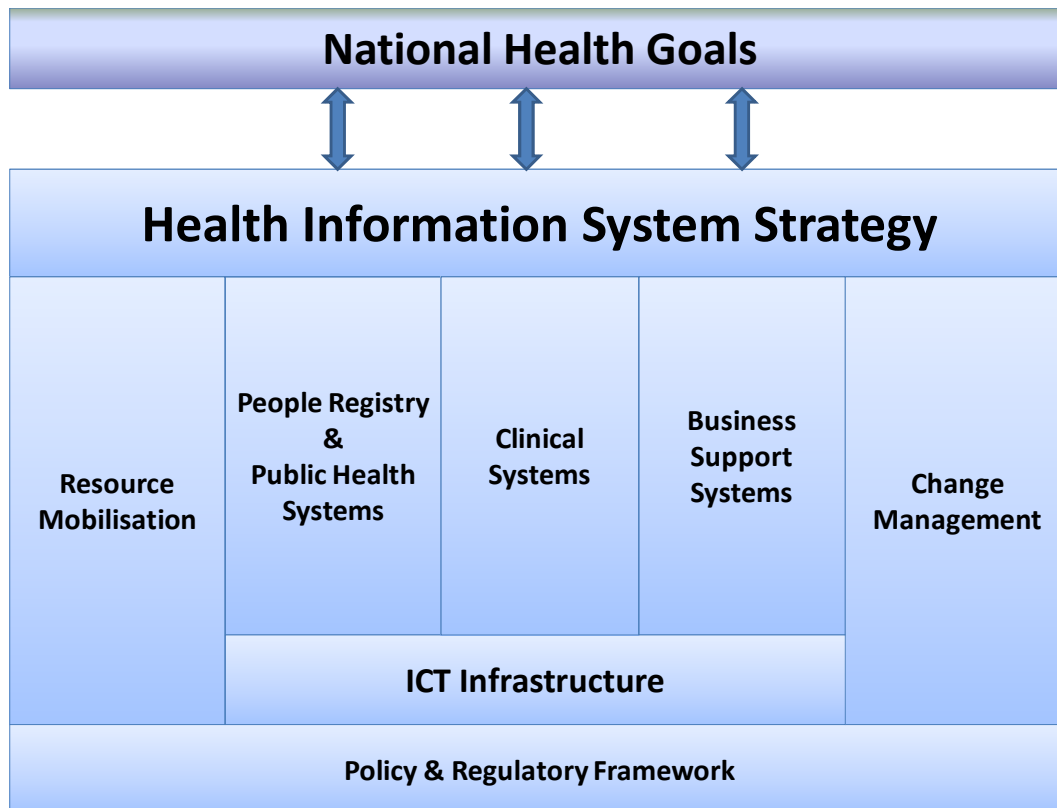 National Health Goals
Health Information System Strategy
Resource
Mobilisation
People Registry
&
Public Health
Systems
Clinical
Systems
Business
Support
Systems
Change
Management
ICT Infrastructure
Policy & Regulatory Framework